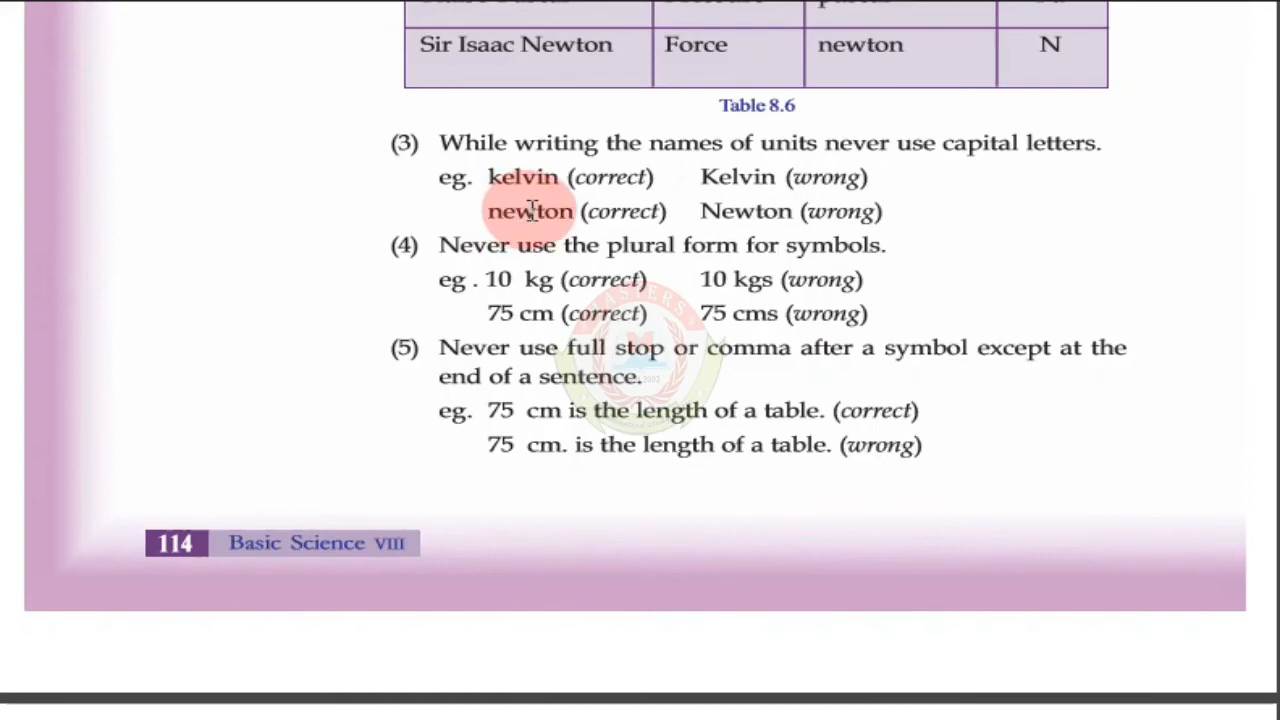 Sir Isaac Newton Force newton N
Table 8.6
(3) While writing the names of units never use capital letters.
eg. kelvin (correct) Kelvin (wrong)
newton (correct) Newton (wrong)
(4) Never use the plural form for symbols.
eg . 10 kg (correct) 10 kgs (wrong)
75 cm (correct) 75 cms (wrong)
(5) Never use full stop or comma after a symbol except at the
end of a sentence.
eg. 75 cm is the length of a table. (correct)
75 cm. is the length of a table. (wrong)
MASTERS
114 Basic Science VIII